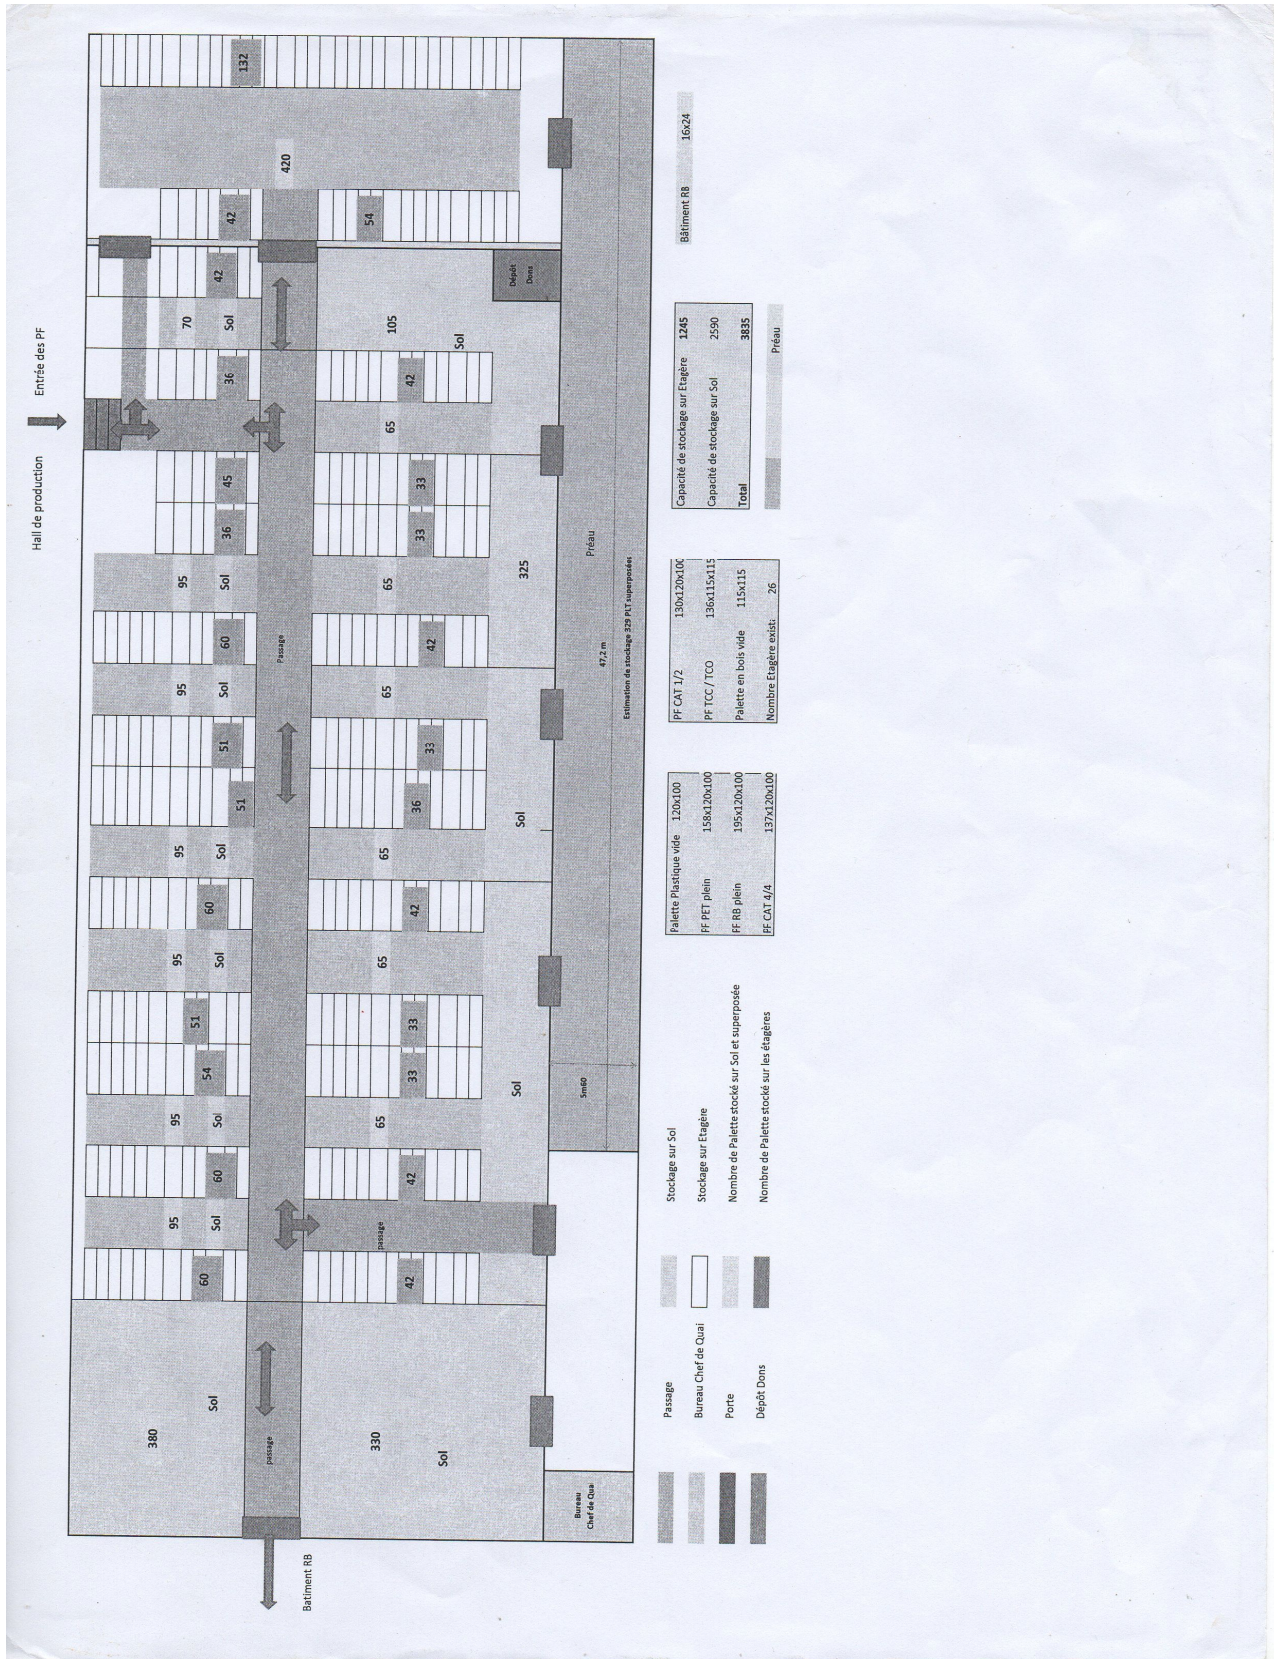 Hall de production
Entrée des PF
380
Sol
60
95
Sol
60
95
Sol
54
51
95
Sol
60
95
Sol
51
51
95
Sol
60
95
Sol
36
45
36
70
Sol
42
42
132
passage
Passage
420
Batiment RB
330
Sol
42
passage
42
65
33
33
65
42
65
36
33
65
42
65
33
33
65
42
105
Sol
54
Sol
Sol
325
Dépôt
Dons
Bureau
Chef de Quai
5m60
47,2 m
Préau
Estimation de stockage 329 PLT superposées
Passage
Stockage sur Sol
Bureau Chef de Quai
Stockage sur Etagère
Porte
Nombre de Palette stocké sur Sol et superposée
Dépôt Dons
Nombre de Palette stocké sur les étagères
Palette Plastique vide 120x100
PF PET plein 158x120x100
PF RB plein 195x120x100
PF CAT 4/4 137x120x100
PF CAT 1/2 130x120x100
PF TCC / TCO 136x115x115
Palette en bois vide 115x115
Nombre Etagère exista 26
Capacité de stockage sur Etagère 1245
Capacité de stockage sur Sol 2590
Total 3835
Préau
Bâtiment RB 16x24